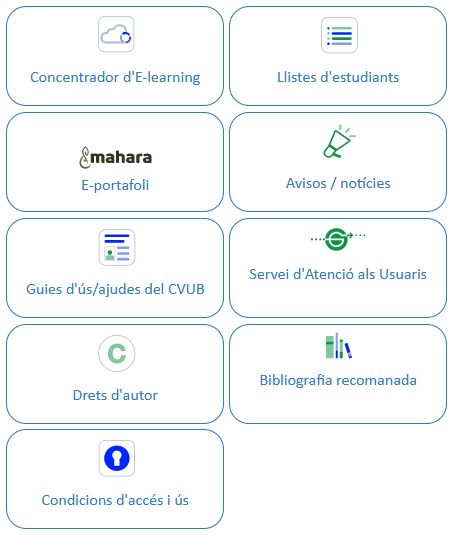 Concentrador d'E-learning
Llistes d'estudiants
mahara
E-portafoli
Avisos / notícies
Guies d'ús/ajudes del CVUB
Servei d'Atenció als Usuaris
C
Drets d'autor
Bibliografia recomanada
Condicions d'accés i ús